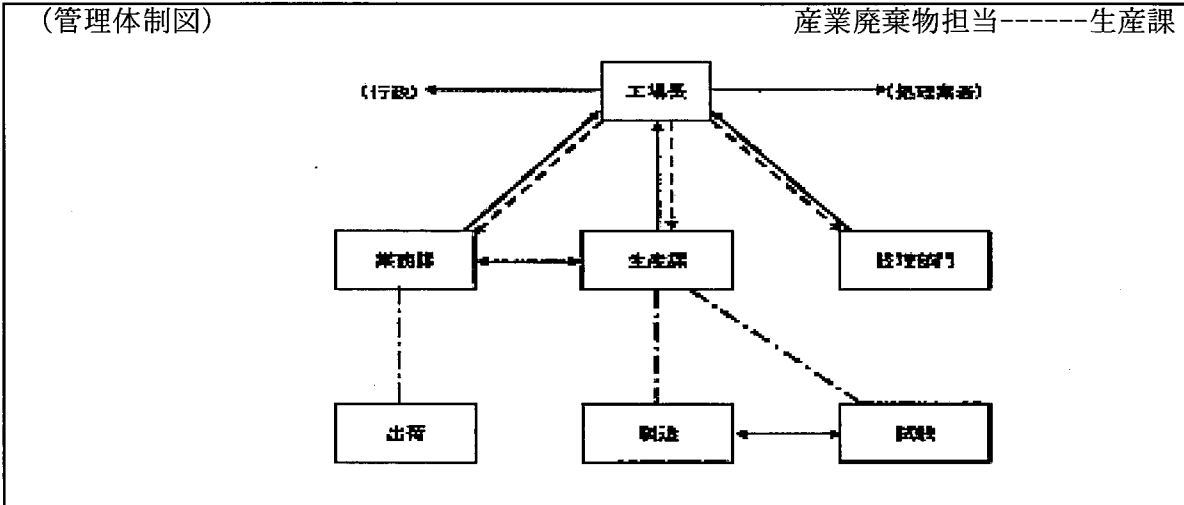 (管理体制図)
産業廃棄物担当------生産課
(行政)
工場長
(処理業者)
業務課
生産課
経理部門
出荷
製造
試験